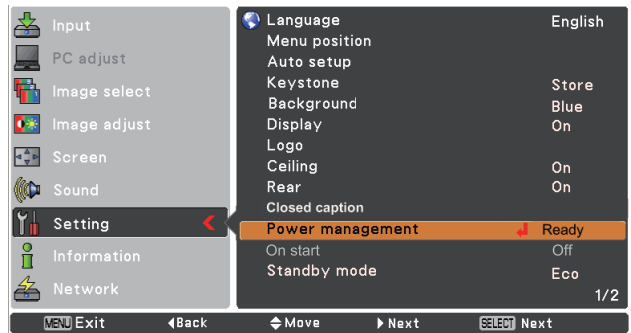 Input
PC adjust
Image select
Image adjust
Screen
Sound
Setting
Information
Network
Language English
Menu position
Auto setup
Keystone Store
Background Blue
Display On
Logo
Ceiling On
Rear On
Closed caption
Power management Ready
On start Off
Standby mode Eco
1/2
MENU Exit Back Move Next SELECT Next